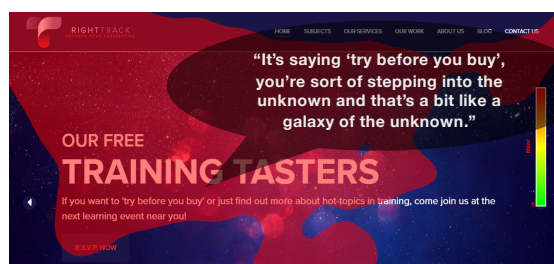 RIGHTTRACK
HOME SUBJECTS OUR SERVICES OUR WORK ABOUT US BLOG CONTACT US
“It's saying ‘try before you buy’,
you're sort of stepping into the
unknown and that's a bit like a
galaxy of the unknown.”
OUR FREE
TRAINING TASTERS
If you want to 'try before you buy' or just find out more about hot-topics in training, come join us at the
next learning event near you!
R.S.V.P. NOW